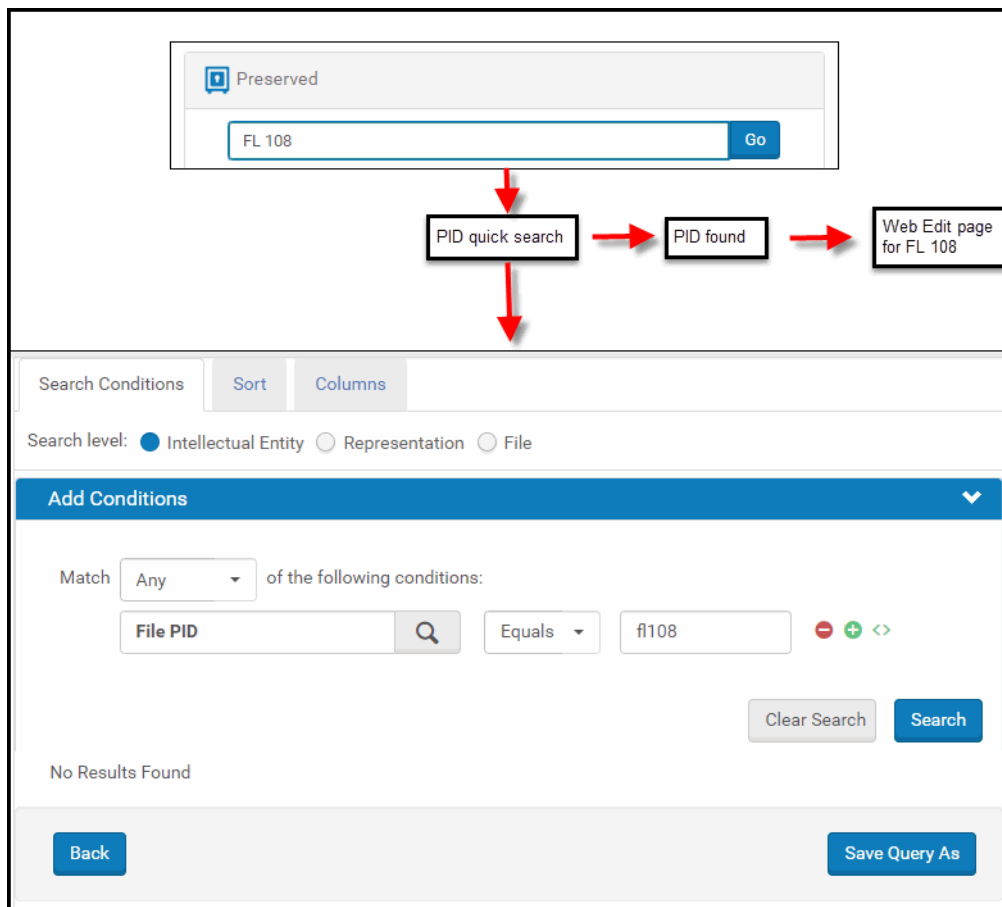 Preserved
FL 108 Go
PID quick search PID found Web Edit page
for FL 108
Search Conditions Sort Columns
Search level: Intellectual Entity Representation File
Add Conditions
Match Any of the following conditions:
File PID Equals fl108
Clear Search Search
No Results Found
Back Save Query As